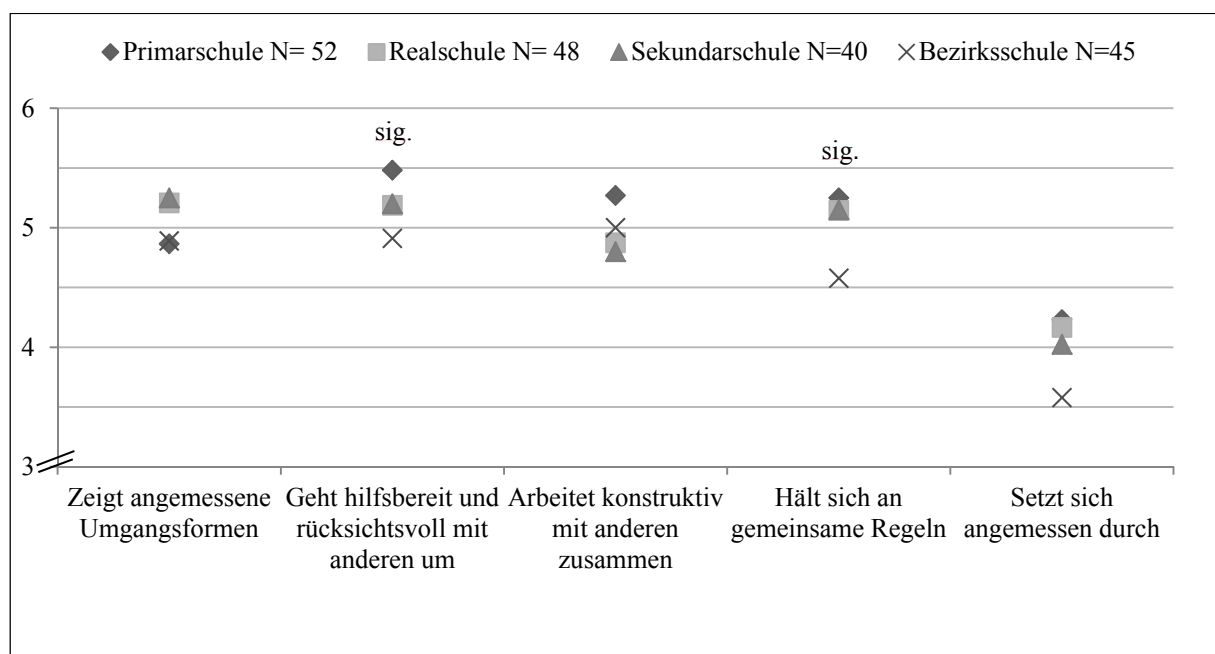 Primarschule N= 52 Realschule N= 48 Sekundarschule N=40 Bezirksschule N=45
6
sig.
sig.
5
4
3
Zeigt angemessene
Umgangsformen
Geht hilfsbereit und
rücksichtsvoll mit
anderen um
Arbeitet konstruktiv
mit anderen
zusammen
Hält sich an
gemeinsame Regeln
Setzt sich
angemessen durch